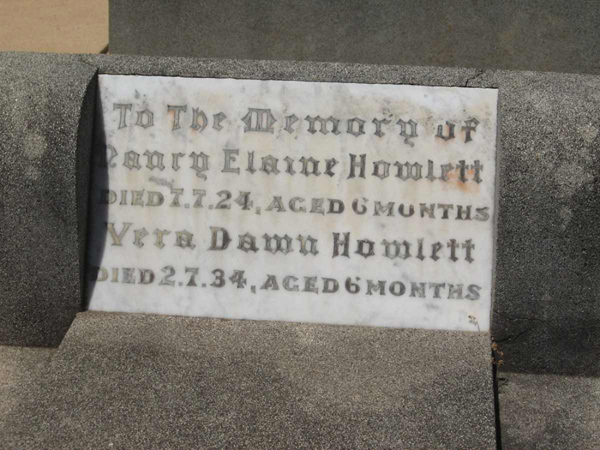 To The Memory of
Nancy Elaine Howlett
DIED 7.7.24, AGED 6 MONTHS
Vera Dawn Howlett
DIED 2.7.34, AGED 6 MONTHS